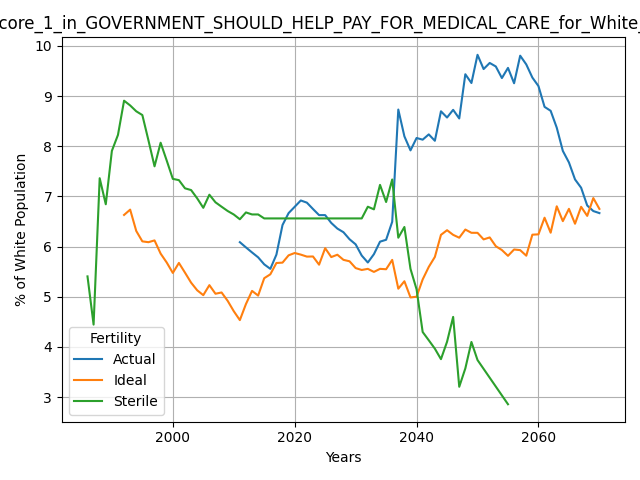 core_1_in_GOVERNMENT_SHOULD_HELP_PAY_FOR_MEDICAL_CARE_for_White_
10
9
8
7
6
5
4
3
% of White Population
Fertility
Actual
Ideal
Sterile
2000 2020 2040 2060
Years